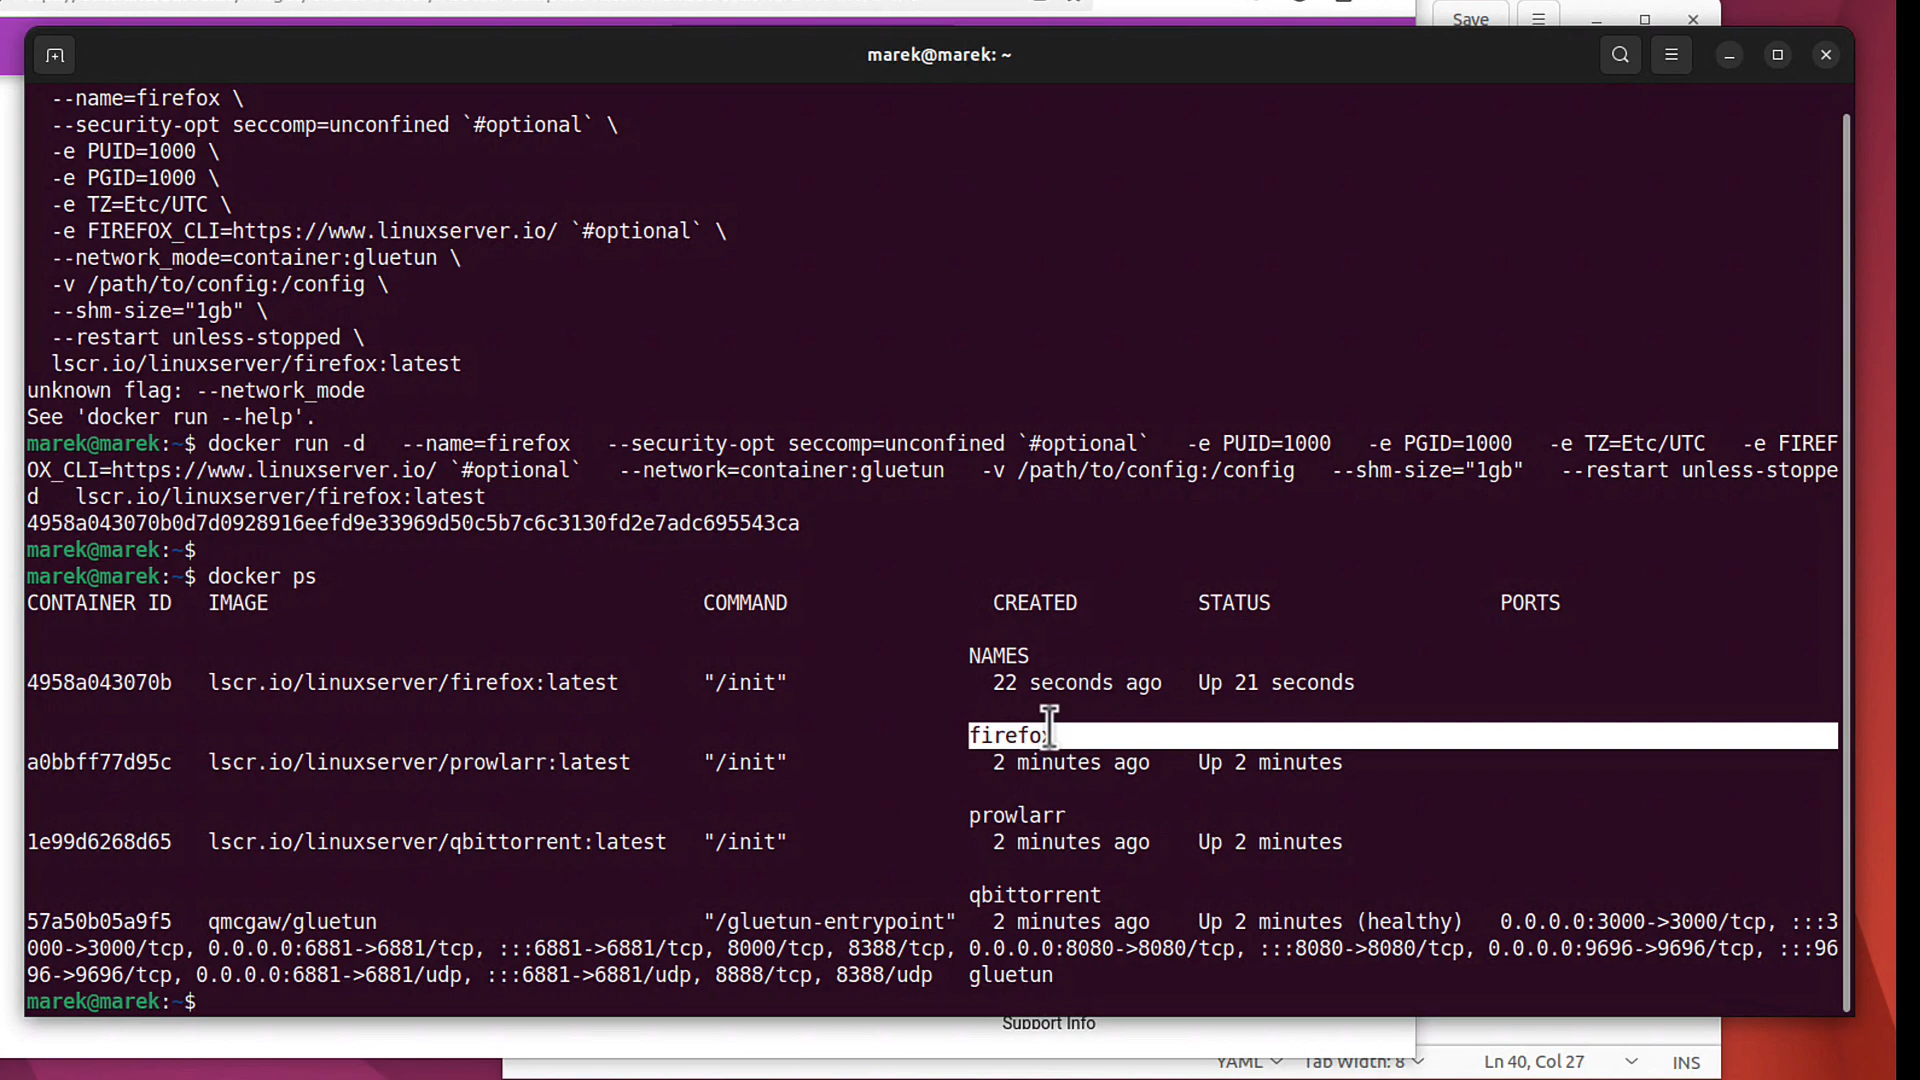 Save
marek@marek: ~
--name=firefox \
--security-opt seccomp=unconfined `#optional` \
-e PUID=1000 \
-e PGID=1000 \
-e TZ=Etc/UTC \
-e FIREFOX_CLI=https://www.linuxserver.io/ `#optional` \
--network_mode=container:gluetun \
-v /path/to/config:/config \
--shm-size="1gb" \
--restart unless-stopped \
lscr.io/linuxserver/firefox:latest
unknown flag: --network_mode
See 'docker run --help'.
marek@marek:~$ docker run -d   --name=firefox   --security-opt seccomp=unconfined `#optional`   -e PUID=1000   -e PGID=1000   -e TZ=Etc/UTC   -e FIREF
OX_CLI=https://www.linuxserver.io/ `#optional`   --network=container:gluetun   -v /path/to/config:/config   --shm-size="1gb"   --restart unless-stoppe
d   lscr.io/linuxserver/firefox:latest
4958a043070b0d7d0928916eefd9e33969d50c5b7c6c3130fd2e7adc695543ca
marek@marek:~$
marek@marek:~$ docker ps
CONTAINER ID   IMAGE   COMMAND   CREATED   STATUS   PORTS
NAMES
4958a043070b   lscr.io/linuxserver/firefox:latest   "/init"   22 seconds ago   Up 21 seconds
firefox
a0bbff77d95c   lscr.io/linuxserver/prowlarr:latest   "/init"   2 minutes ago   Up 2 minutes
prowlarr
1e99d6268d65   lscr.io/linuxserver/qbittorrent:latest   "/init"   2 minutes ago   Up 2 minutes
qbittorrent
57a50b05a9f5   qmcgaw/gluetun   "/gluetun-entrypoint"   2 minutes ago   Up 2 minutes (healthy)   0.0.0.0:3000->3000/tcp, :::3
000->3000/tcp, 0.0.0.0:6881->6881/tcp, :::6881->6881/tcp, 8000/tcp, 8388/tcp, 0.0.0.0:8080->8080/tcp, :::8080->8080/tcp, 0.0.0.0:9696->9696/tcp, :::96
96->9696/tcp, 0.0.0.0:6881->6881/udp, :::6881->6881/udp, 8888/tcp, 8388/udp   gluetun
marek@marek:~$
Support Info
YAML   Tab Width: 8   Ln 40, Col 27   INS